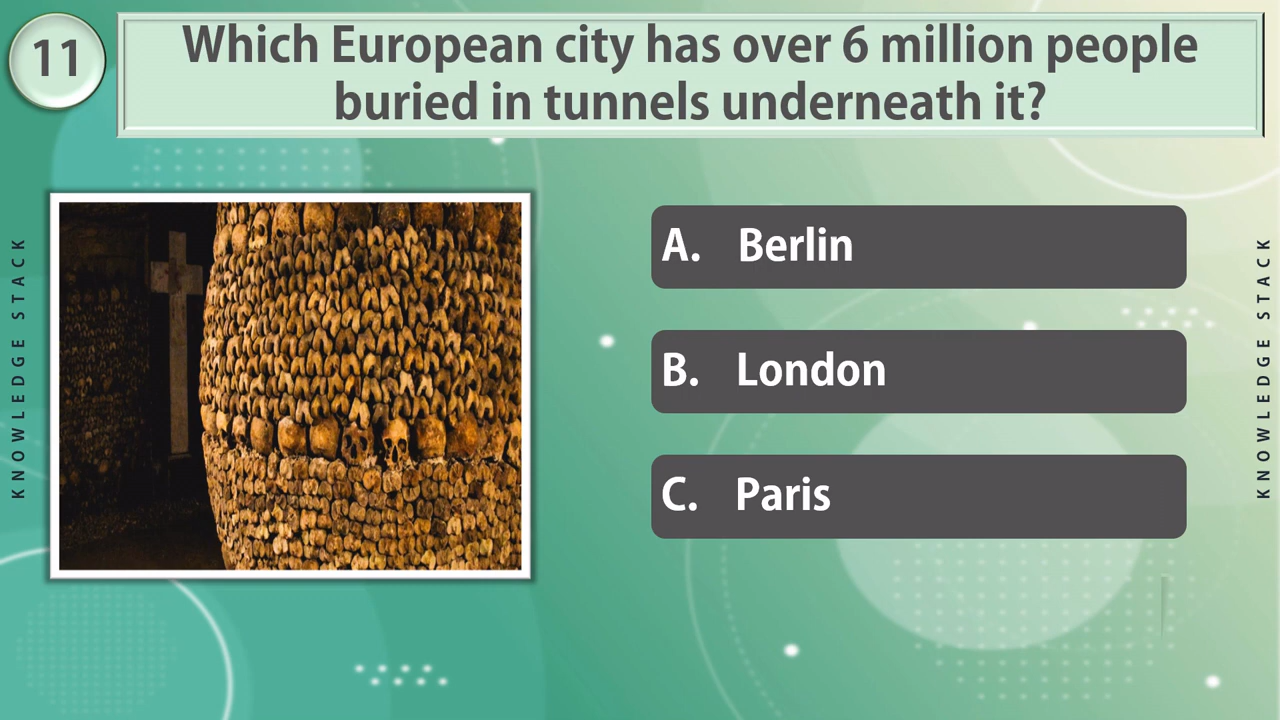 11
Which European city has over 6 million people
buried in tunnels underneath it?
KNOWLEDGE STACK
A. Berlin
B. London
C. Paris
KNOWLEDGE STACK